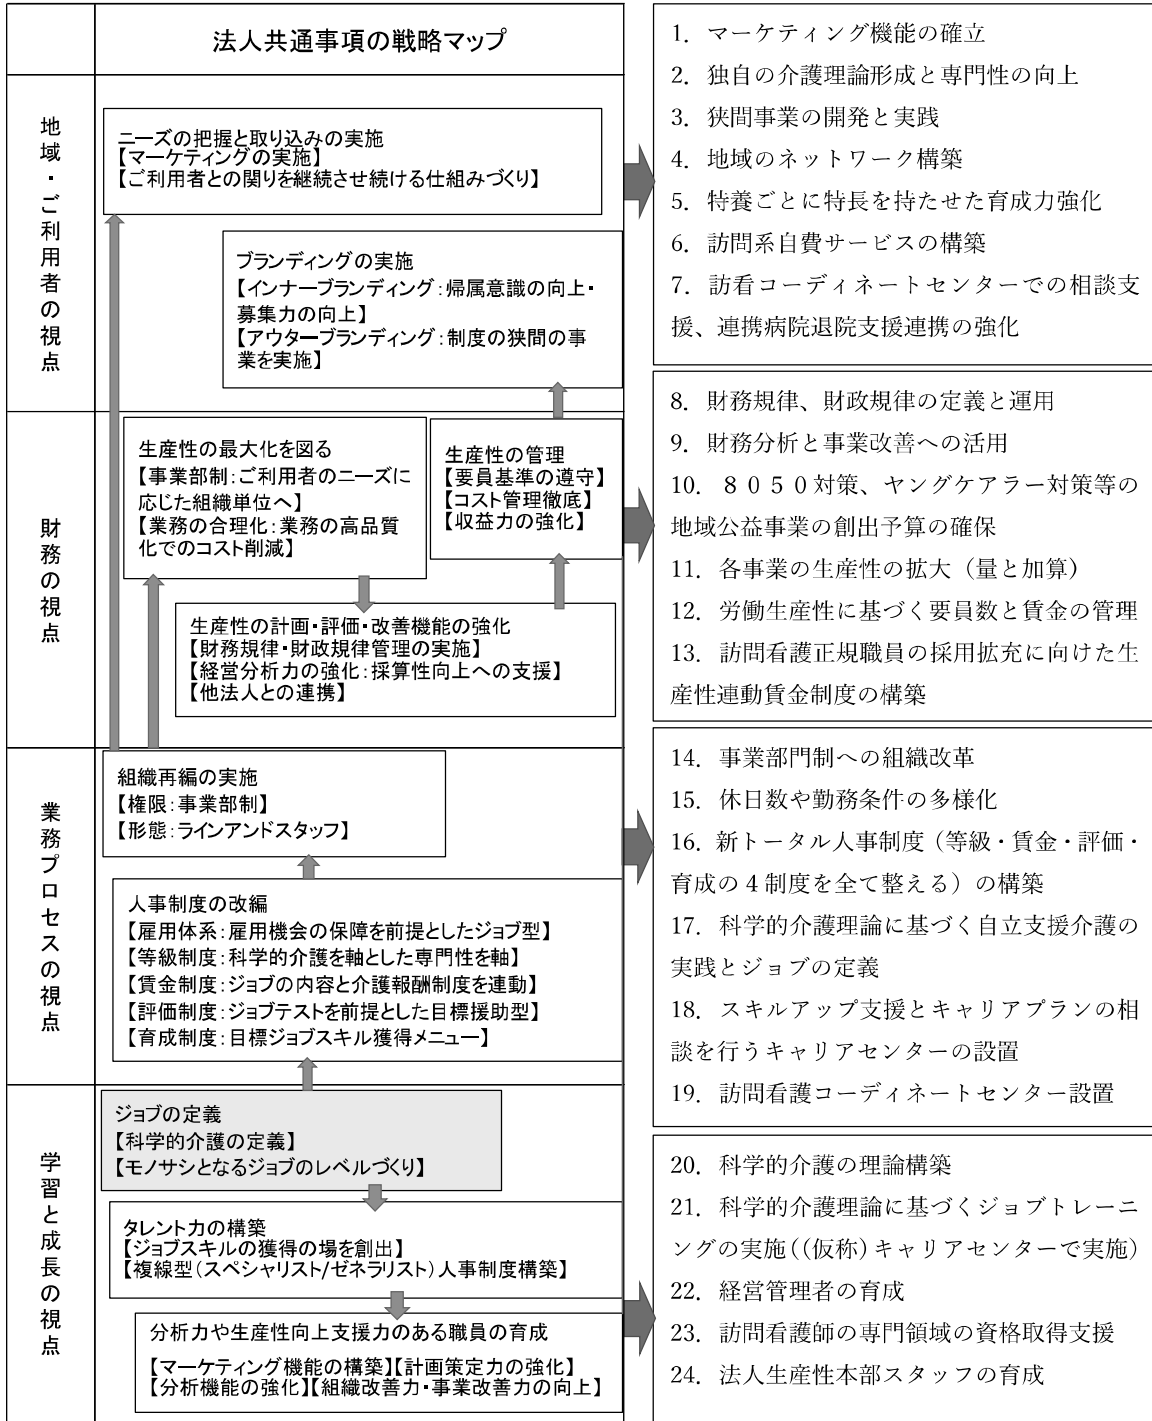 法人共通事項の戦略マップ
地域・ご利用者の視点
ニーズの把握と取り込みの実施
【マーケティングの実施】
【ご利用者との関りを継続させ続ける仕組みづくり】
ブランディングの実施
【インナーブランディング：帰属意識の向上・
募集力の向上】
【アウターブランディング：制度の狭間の事
業を実施】
1．マーケティング機能の確立
2．独自の介護理論形成と専門性の向上
3．狭間事業の開発と実践
4．地域のネットワーク構築
5．特養ごとに特長を持たせた育成力強化
6．訪問系自費サービスの構築
7．訪看コーディネートセンターでの相談支
援、連携病院退院支援連携の強化
財務の視点
生産性の最大化を図る
【事業部制：ご利用者のニーズに
応じた組織単位へ】
【業務の合理化：業務の高品質
化でのコスト削減】
生産性の管理
【要員基準の遵守】
【コスト管理徹底】
【収益力の強化】
生産性の計画・評価・改善機能の強化
【財務規律・財政規律管理の実施】
【経営分析力の強化：採算性向上への支援】
【他法人との連携】
8．財務規律、財政規律の定義と運用
9．財務分析と事業改善への活用
10．８０５０対策、ヤングケアラー対策等の
地域公益事業の創出予算の確保
11．各事業の生産性の拡大（量と加算）
12．労働生産性に基づく要員数と賃金の管理
13．訪問看護正規職員の採用拡充に向けた生
産性連動賃金制度の構築
業務プロセスの視点
組織再編の実施
【権限：事業部制】
【形態：ラインアンドスタッフ】
人事制度の改編
【雇用体系：雇用機会の保障を前提としたジョブ型】
【等級制度：科学的介護を軸とした専門性を軸】
【賃金制度：ジョブの内容と介護報酬制度を連動】
【評価制度：ジョブテストを前提とした目標援助型】
【育成制度：目標ジョブスキル獲得メニュー】
14．事業部門制への組織改革
15．休日数や勤務条件の多様化
16．新トータル人事制度（等級・賃金・評価・
育成の４制度を全て整える）の構築
17．科学的介護理論に基づく自立支援介護の
実践とジョブの定義
18．スキルアップ支援とキャリアプランの相
談を行うキャリアセンターの設置
19．訪問看護コーディネートセンター設置
学習と成長の視点
ジョブの定義
【科学的介護の定義】
【モノサシとなるジョブのレベルづくり】
タレント力の構築
【ジョブスキルの獲得の場を創出】
【複線型（スペシャリスト/ゼネラリスト）人事制度構築】
分析力や生産性向上支援力のある職員の育成
【マーケティング機能の構築】【計画策定力の強化】
【分析機能の強化】【組織改善力・事業改善力の向上】
20．科学的介護の理論構築
21．科学的介護理論に基づくジョブトレーニ
ングの実施（（仮称）キャリアセンターで実施）
22．経営管理者の育成
23．訪問看護師の専門領域の資格取得支援
24．法人生産性本部スタッフの育成